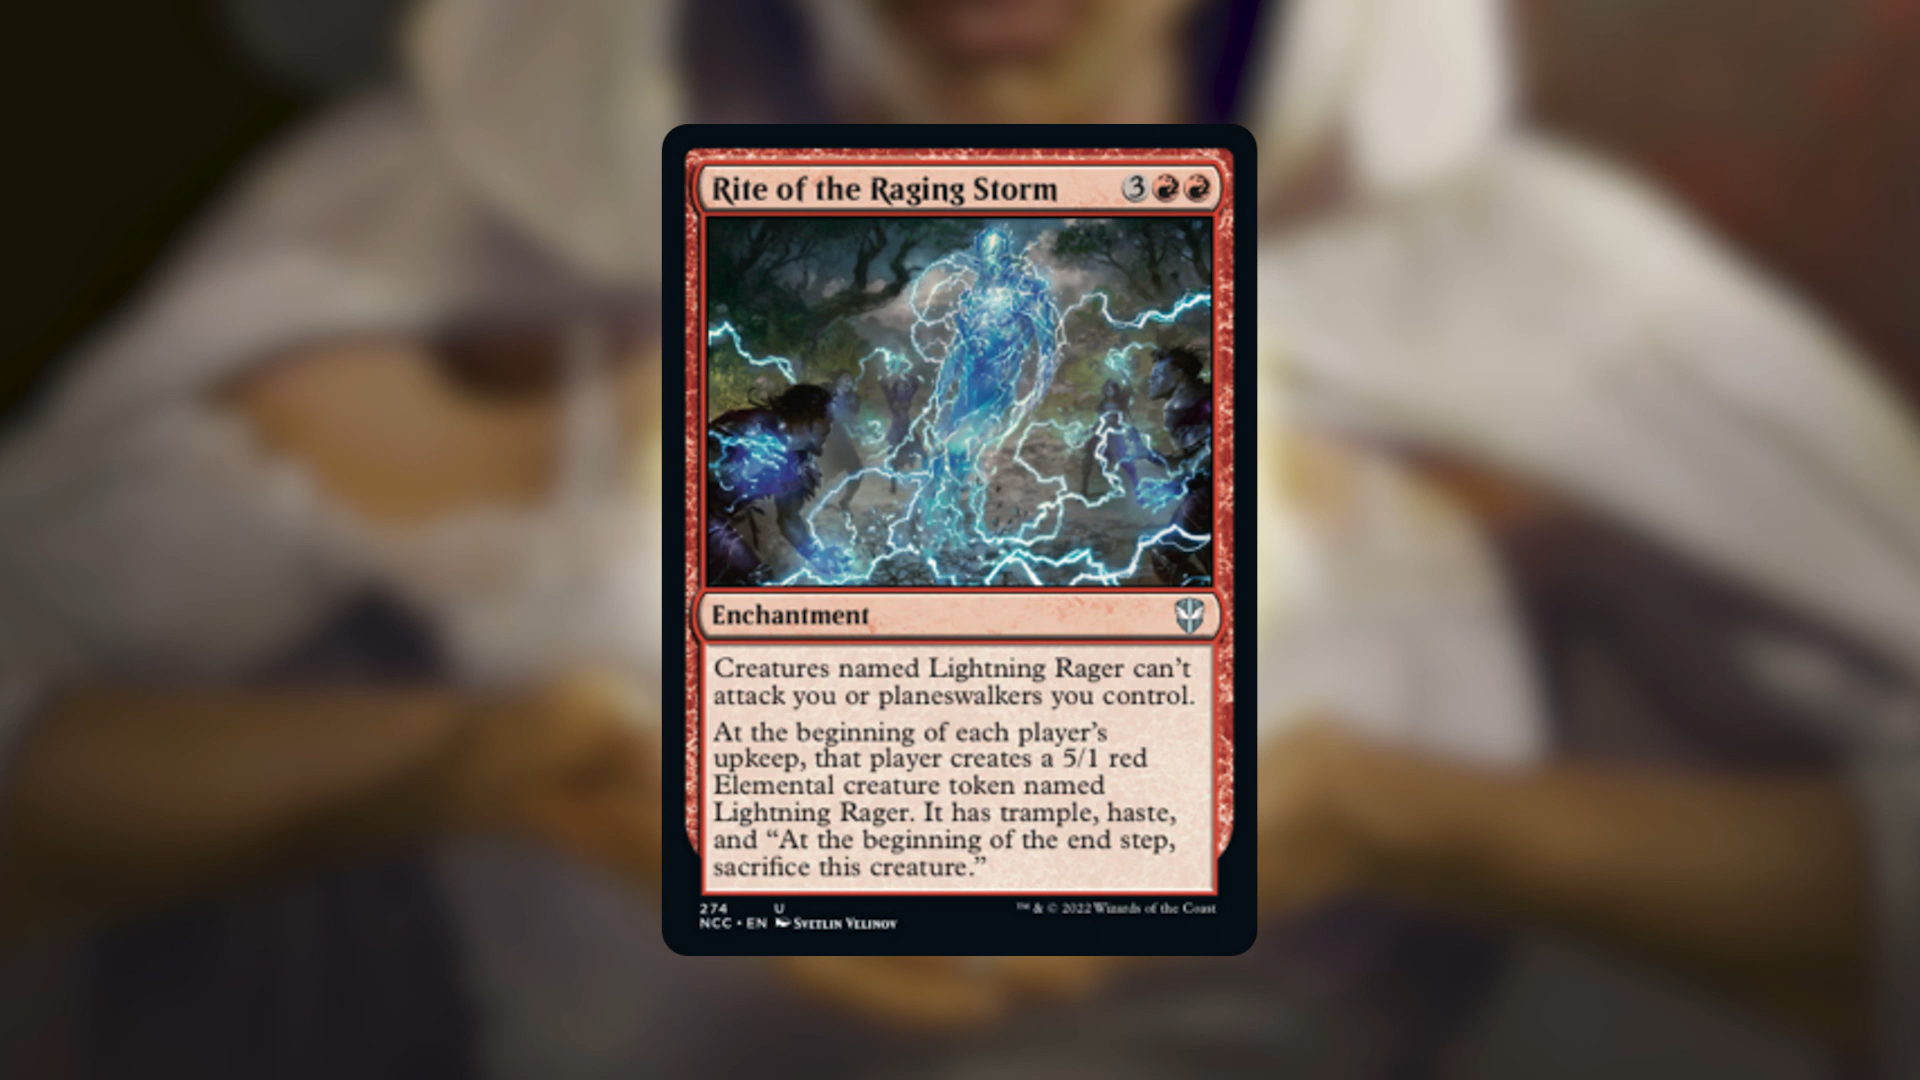 Rite of the Raging Storm 3
Enchantment
Creatures named Lightning Rager can't
attack you or planeswalkers you control.
At the beginning of each player's
upkeep, that player creates a 5/1 red
Elemental creature token named
Lightning Rager. It has trample, haste,
and “At the beginning of the end step,
sacrifice this creature.”
274 U ™ & © 2022 Wizards of the Coast
NCC • EN Svetlin Velinov